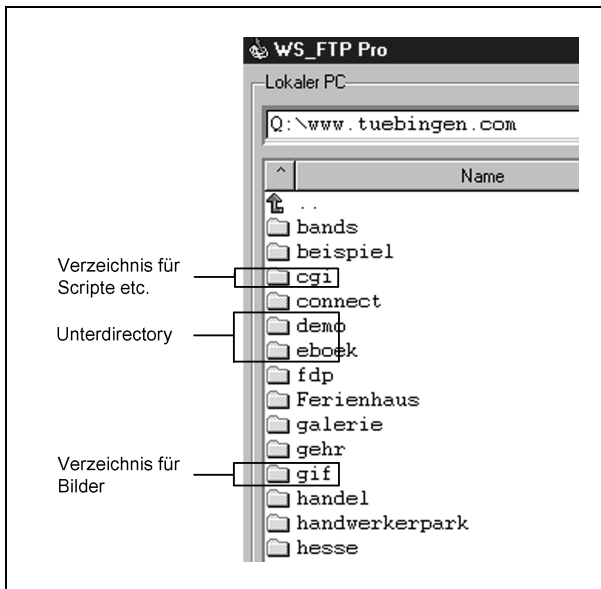 WS_FTP Pro
Lokaler PC
Q:\www.tuebingen.com
^ Name
..
bands
beispiel
Verzeichnis für
Scripte etc.
cgi
connect
Unterdirectory
demo
eboek
fdp
Ferienhaus
galerie
gehr
Verzeichnis für
Bilder
gif
handel
handwerkerpark
hesse